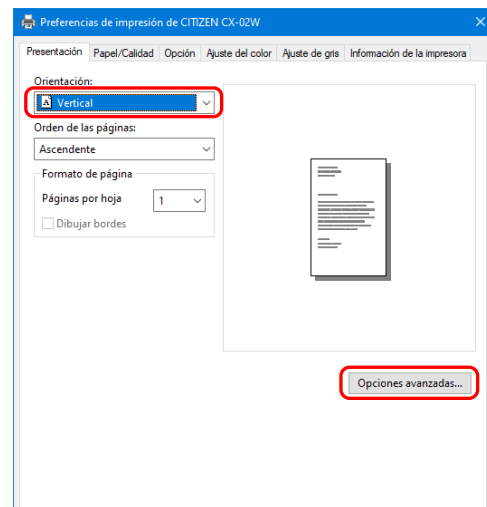 Preferencias de impresión de CITIZEN CX-02W
Presentación Papel/Calidad Opción Ajuste del color Ajuste de gris Información de la impresora
Orientación:
Vertical
Orden de las páginas:
Ascendente
Formato de página
Páginas por hoja 1
Dibujar bordes
Opciones avanzadas...